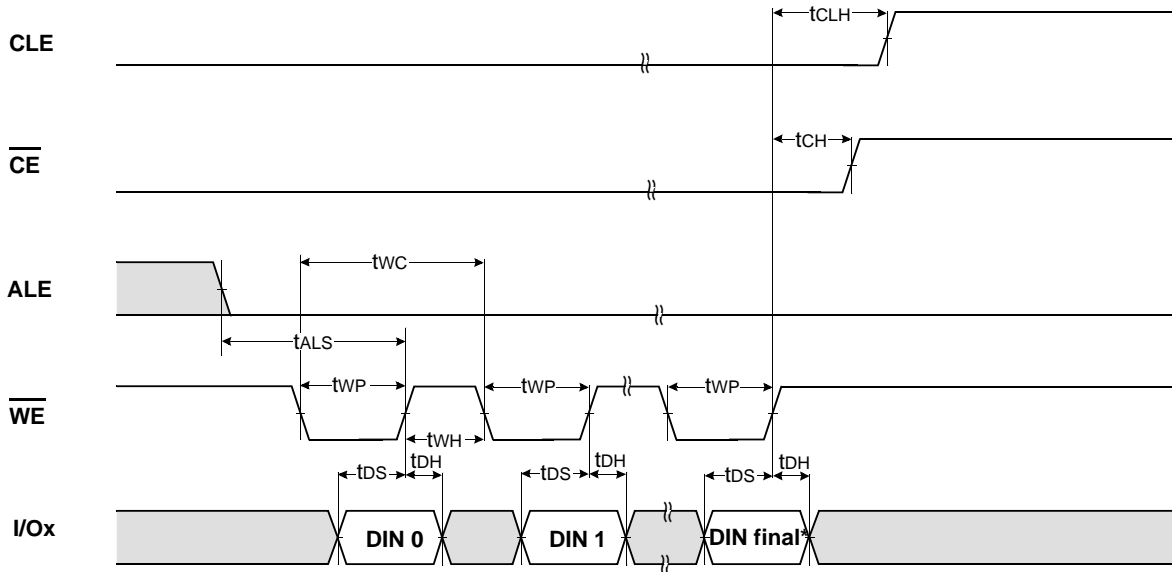 tCLH
CLE
tCH
CE
tWC
ALE
tALS
tWP
tWP
tWP
WE
tWH
tDS
tDH
tDS
tDH
tDS
tDH
I/Ox
DIN 0
DIN 1
DIN final*